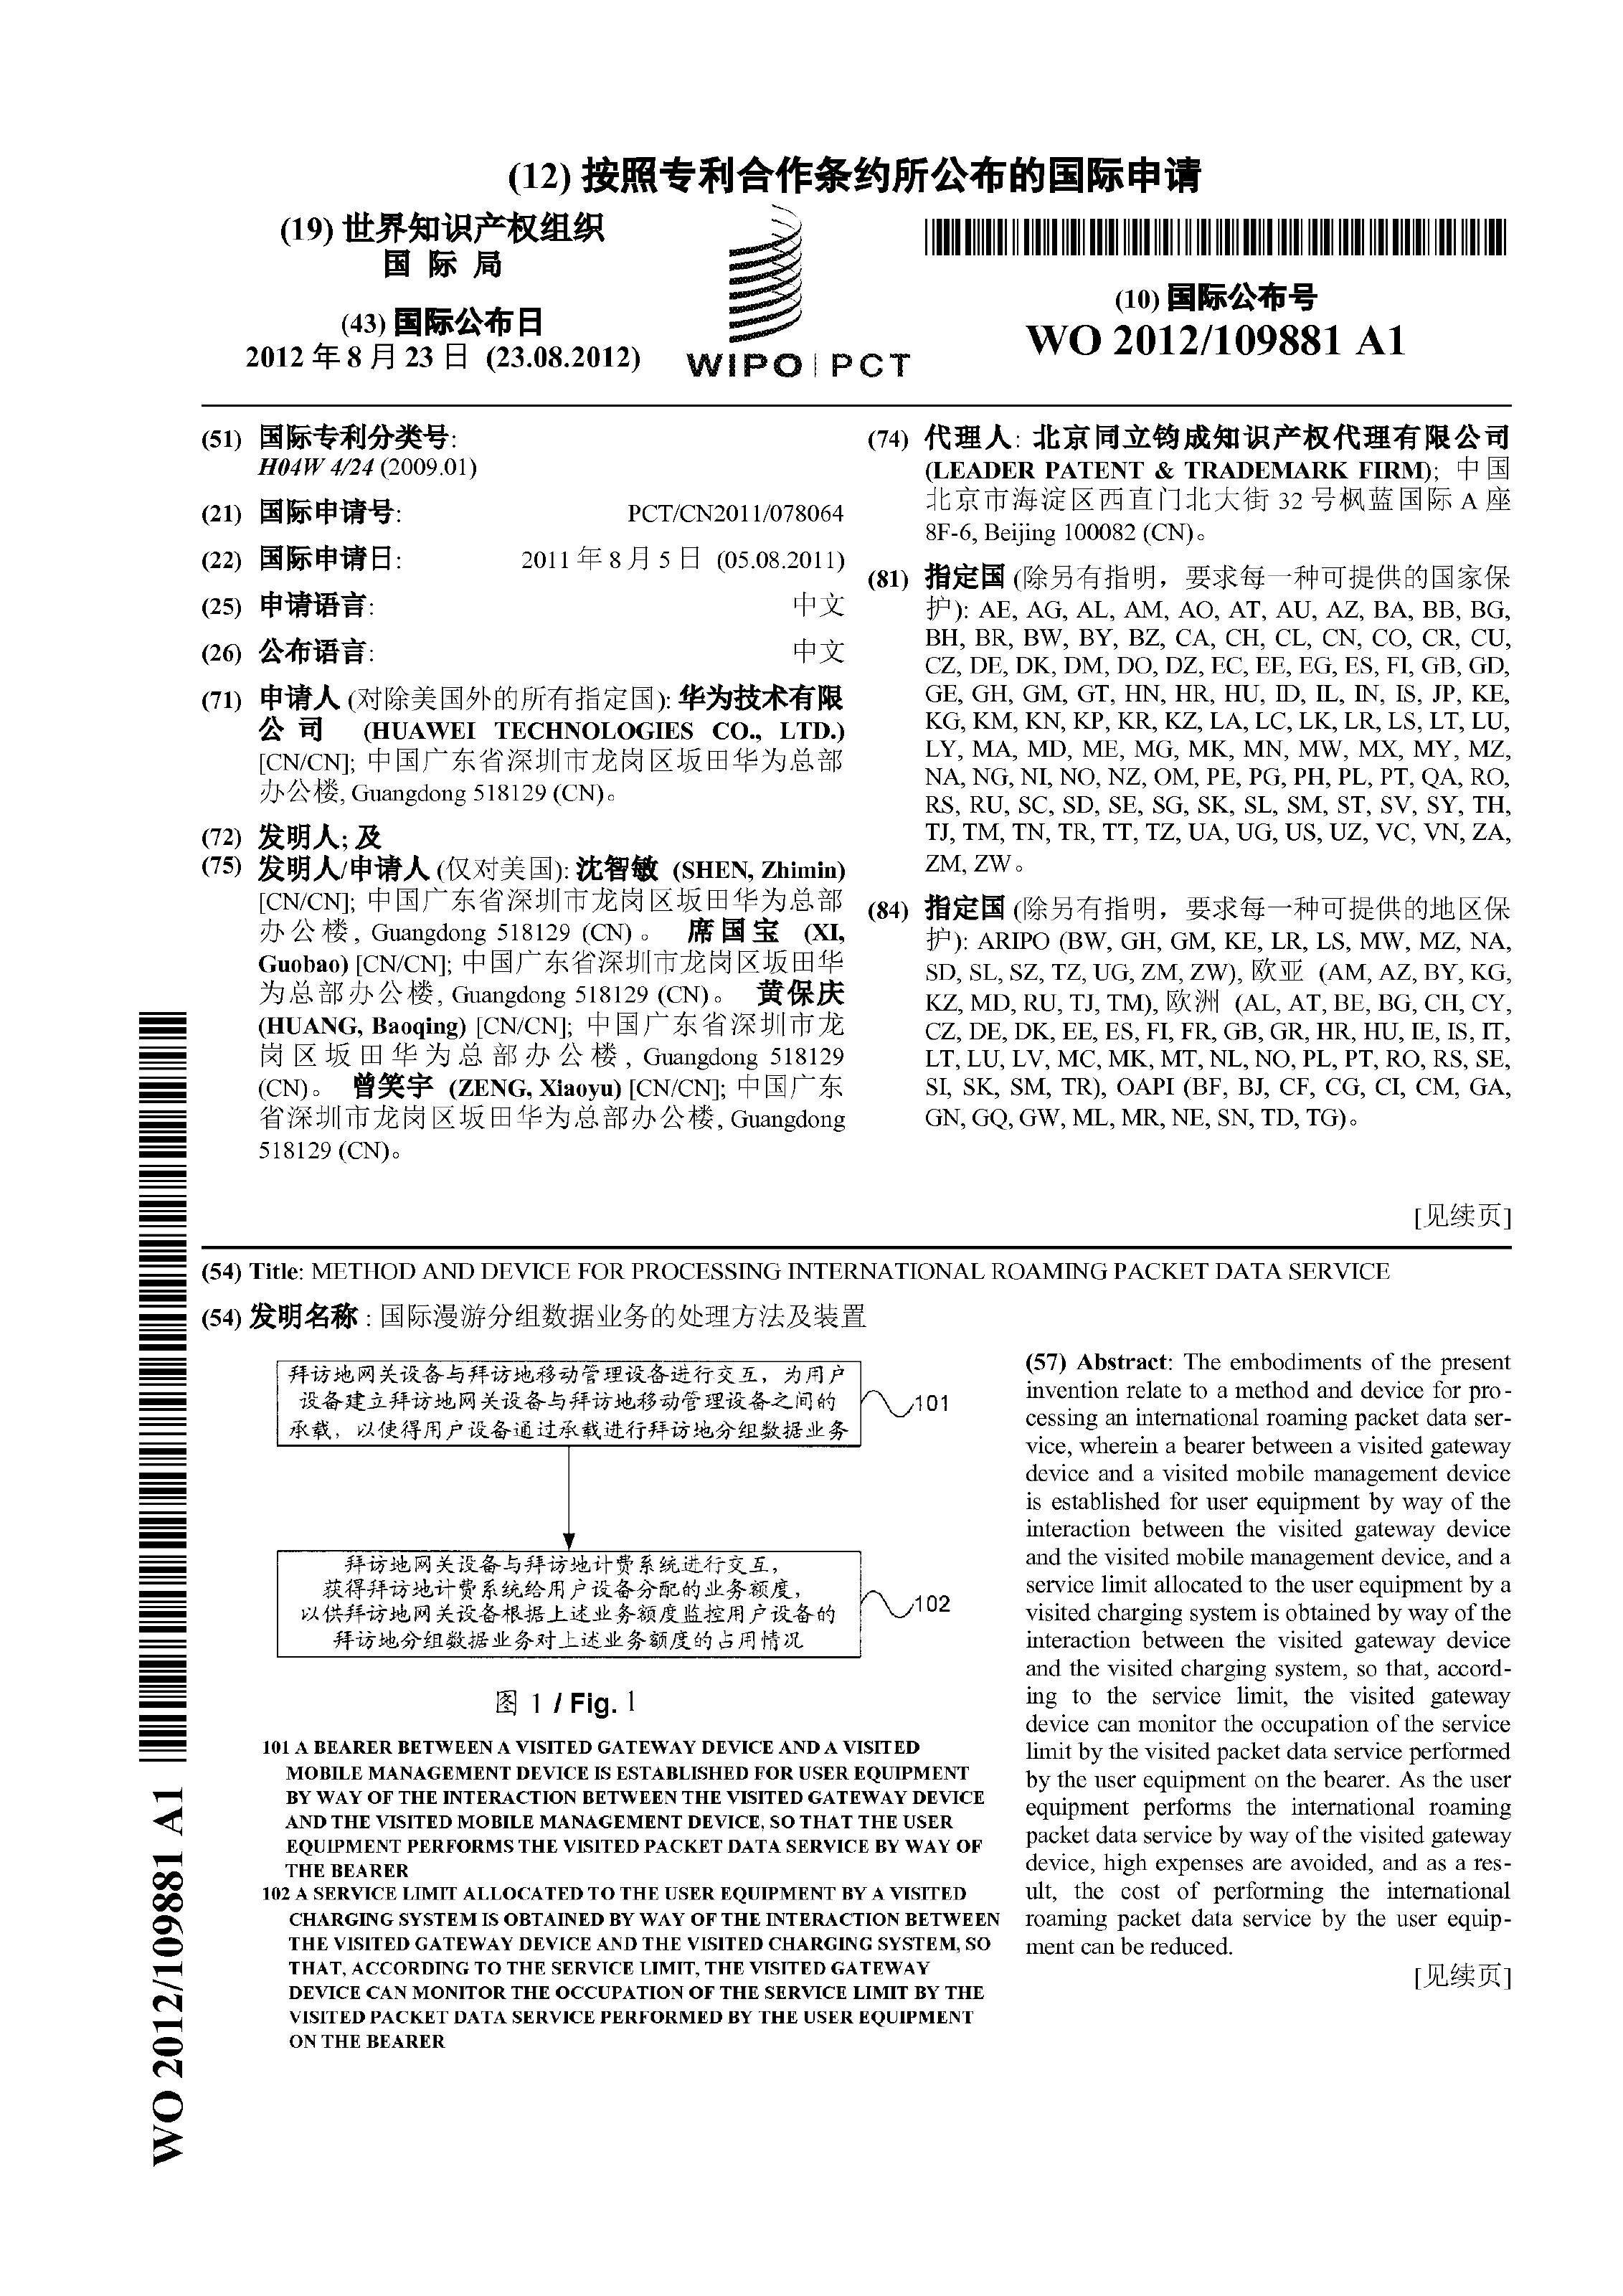 (12) 按照专利合作条约所公布的国际申请
(19) 世界知识产权组织
国 际 局
(43) 国际公布日
2012 年 8 月 23 日 (23.08.2012)
WIPO | PCT
(10) 国际公布号
WO 2012/109881 A1
(51) 国际专利分类号:
H04W 4/24 (2009.01)
(21) 国际申请号: PCT/CN2011/078064
(22) 国际申请日: 2011 年 8 月 5 日 (05.08.2011)
(25) 申请语言: 中文
(26) 公布语言: 中文
(71) 申请人 (对除美国外的所有指定国): 华为技术有限
公司 (HUAWEI TECHNOLOGIES CO., LTD.)
[CN/CN]; 中国广东省深圳市龙岗区坂田华为总部
办公楼, Guangdong 518129 (CN)。
(72) 发明人; 及
(75) 发明人/申请人 (仅对美国): 沈智敏 (SHEN, Zhimin)
[CN/CN]; 中国广东省深圳市龙岗区坂田华为总部
办公楼, Guangdong 518129 (CN)。 席国宝 (XI,
Guobao) [CN/CN]; 中国广东省深圳市龙岗区坂田华
为总部办公楼, Guangdong 518129 (CN)。 黄保庆
(HUANG, Baoqing) [CN/CN]; 中国广东省深圳市龙
岗区坂田华为总部办公楼, Guangdong 518129
(CN)。 曾笑宇 (ZENG, Xiaoyu) [CN/CN]; 中国广东
省深圳市龙岗区坂田华为总部办公楼, Guangdong
518129 (CN)。
(74) 代理人: 北京同立钧成知识产权代理有限公司
(LEADER PATENT & TRADEMARK FIRM); 中国
北京市海淀区西直门北大街 32 号枫蓝国际 A 座
8F-6, Beijing 100082 (CN)。
(81) 指定国 (除另有指明，要求每一种可提供的国家保
护): AE, AG, AL, AM, AO, AT, AU, AZ, BA, BB, BG,
BH, BR, BW, BY, BZ, CA, CH, CL, CN, CO, CR, CU,
CZ, DE, DK, DM, DO, DZ, EC, EE, EG, ES, FI, GB, GD,
GE, GH, GM, GT, HN, HR, HU, ID, IL, IN, IS, JP, KE,
KG, KM, KN, KP, KR, KZ, LA, LC, LK, LR, LS, LT, LU,
LY, MA, MD, ME, MG, MK, MN, MW, MX, MY, MZ,
NA, NG, NI, NO, NZ, OM, PE, PG, PH, PL, PT, QA, RO,
RS, RU, SC, SD, SE, SG, SK, SL, SM, ST, SV, SY, TH,
TJ, TM, TN, TR, TT, TZ, UA, UG, US, UZ, VC, VN, ZA,
ZM, ZW。
(84) 指定国 (除另有指明，要求每一种可提供的地区保
护): ARIPO (BW, GH, GM, KE, LR, LS, MW, MZ, NA,
SD, SL, SZ, TZ, UG, ZM, ZW), 欧亚 (AM, AZ, BY, KG,
KZ, MD, RU, TJ, TM), 欧洲 (AL, AT, BE, BG, CH, CY,
CZ, DE, DK, EE, ES, FI, FR, GB, GR, HR, HU, IE, IS, IT,
LT, LU, LV, MC, MK, MT, NL, NO, PL, PT, RO, RS, SE,
SI, SK, SM, TR), OAPI (BF, BJ, CF, CG, CI, CM, GA,
GN, GQ, GW, ML, MR, NE, SN, TD, TG)。
[见续页]
(54) Title: METHOD AND DEVICE FOR PROCESSING INTERNATIONAL ROAMING PACKET DATA SERVICE
(54) 发明名称 : 国际漫游分组数据业务的处理方法及装置
拜访地网关设备与拜访地移动管理设备进行交互，为用户
设备建立拜访地网关设备与拜访地移动管理设备之间的
承载，以使得用户设备通过承载进行拜访地分组数据业务
101
拜访地网关设备与拜访地计费系统进行交互，
获得拜访地计费系统给用户设备分配的业务额度，
以供拜访地网关设备根据上述业务额度监控用户设备的
拜访地分组数据业务对上述业务额度的占用情况
102
图 1 / Fig. 1
101 A BEARER BETWEEN A VISITED GATEWAY DEVICE AND A VISITED
MOBILE MANAGEMENT DEVICE IS ESTABLISHED FOR USER EQUIPMENT
BY WAY OF THE INTERACTION BETWEEN THE VISITED GATEWAY DEVICE
AND THE VISITED MOBILE MANAGEMENT DEVICE, SO THAT THE USER
EQUIPMENT PERFORMS THE VISITED PACKET DATA SERVICE BY WAY OF
THE BEARER
102 A SERVICE LIMIT ALLOCATED TO THE USER EQUIPMENT BY A VISITED
CHARGING SYSTEM IS OBTAINED BY WAY OF THE INTERACTION BETWEEN
THE VISITED GATEWAY DEVICE AND THE VISITED CHARGING SYSTEM, SO
THAT, ACCORDING TO THE SERVICE LIMIT, THE VISITED GATEWAY
DEVICE CAN MONITOR THE OCCUPATION OF THE SERVICE LIMIT BY THE
VISITED PACKET DATA SERVICE PERFORMED BY THE USER EQUIPMENT
ON THE BEARER
(57) Abstract: The embodiments of the present
invention relate to a method and device for pro-
cessing an international roaming packet data ser-
vice, wherein a bearer between a visited gateway
device and a visited mobile management device
is established for user equipment by way of the
interaction between the visited gateway device
and the visited mobile management device, and a
service limit allocated to the user equipment by a
visited charging system is obtained by way of the
interaction between the visited gateway device
and the visited charging system, so that, accord-
ing to the service limit, the visited gateway
device can monitor the occupation of the service
limit by the visited packet data service performed
by the user equipment on the bearer. As the user
equipment performs the international roaming
packet data service by way of the visited gateway
device, high expenses are avoided, and as a res-
ult, the cost of performing the international
roaming packet data service by the user equip-
ment can be reduced.
[见续页]
WO 2012/109881 A1